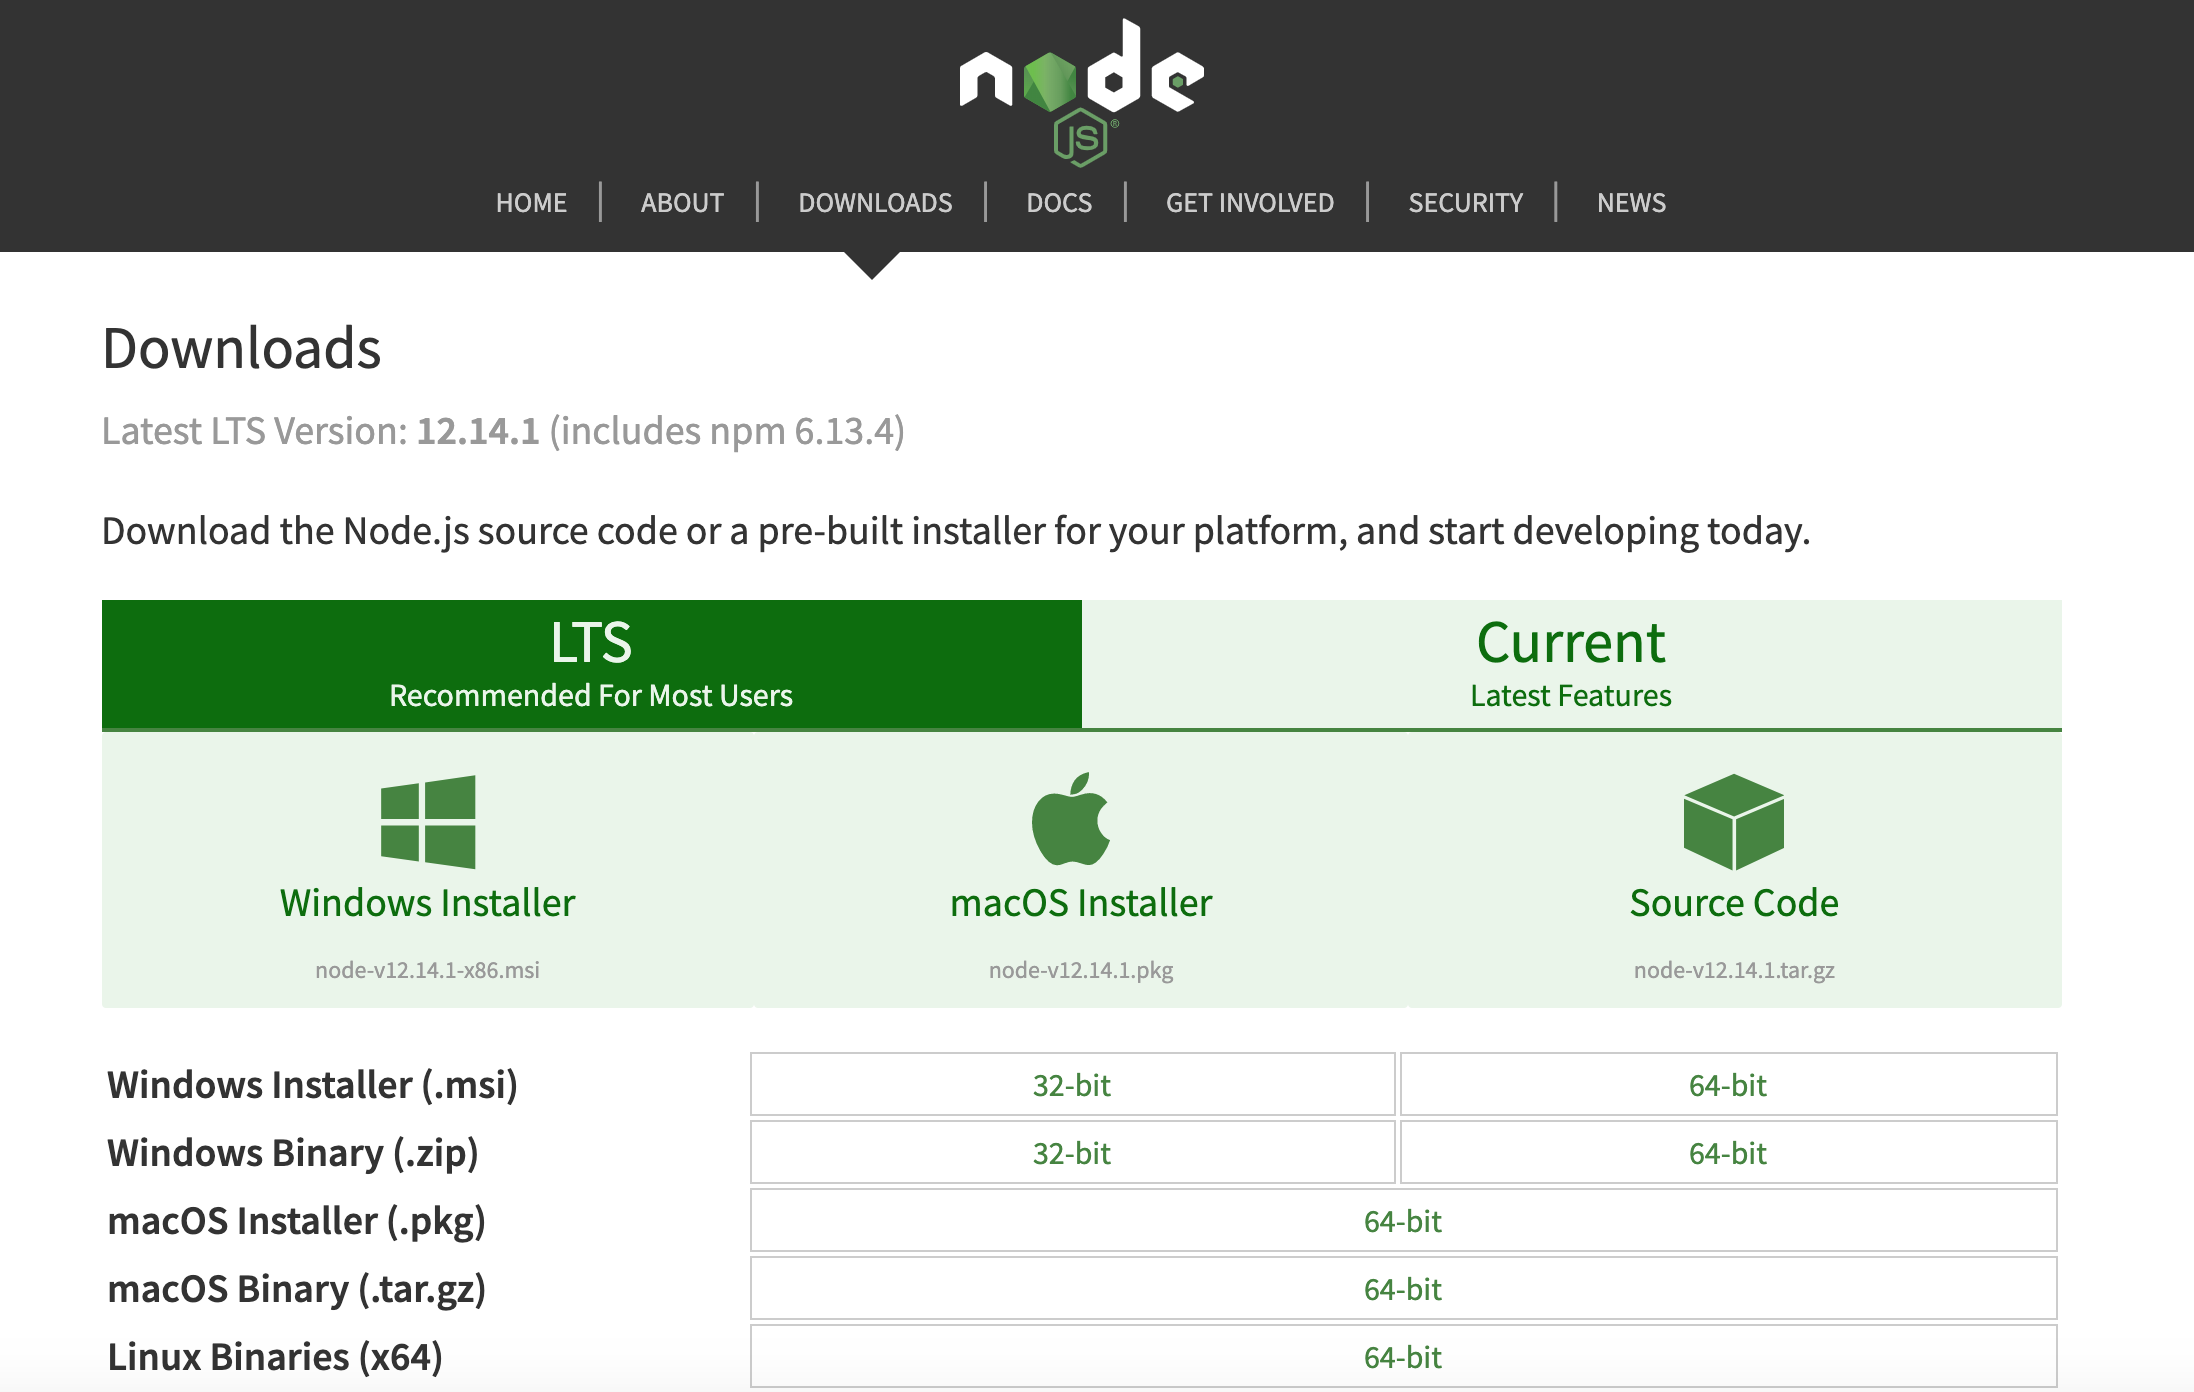 node
JS®
HOME ABOUT DOWNLOADS DOCS GET INVOLVED SECURITY NEWS
Downloads
Latest LTS Version: 12.14.1 (includes npm 6.13.4)
Download the Node.js source code or a pre-built installer for your platform, and start developing today.
LTS
Recommended For Most Users
Current
Latest Features
Windows Installer
node-v12.14.1-x86.msi
macOS Installer
node-v12.14.1.pkg
Source Code
node-v12.14.1.tar.gz
Windows Installer (.msi) 32-bit 64-bit
Windows Binary (.zip) 32-bit 64-bit
macOS Installer (.pkg) 64-bit
macOS Binary (.tar.gz) 64-bit
Linux Binaries (x64) 64-bit